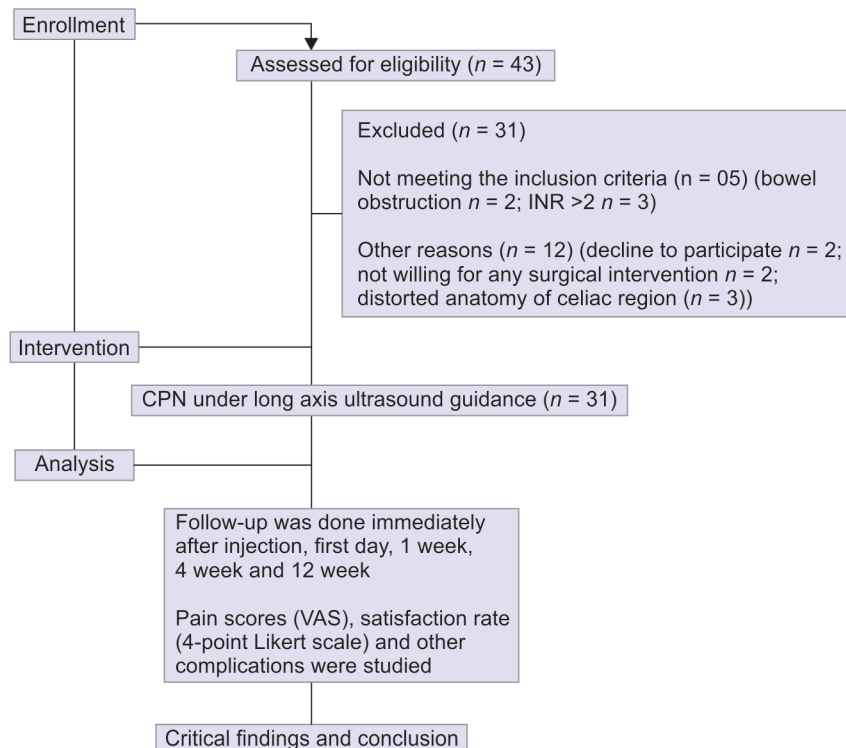 Enrollment
Assessed for eligibility (n = 43)
Excluded (n = 31)
Not meeting the inclusion criteria (n = 05) (bowel
obstruction n = 2; INR >2 n = 3)
Other reasons (n = 12) (decline to participate n = 2;
not willing for any surgical intervention n = 2;
distorted anatomy of celiac region (n = 3))
Intervention
CPN under long axis ultrasound guidance (n = 31)
Analysis
Follow-up was done immediately
after injection, first day, 1 week,
4 week and 12 week
Pain scores (VAS), satisfaction rate
(4-point Likert scale) and other
complications were studied
Critical findings and conclusion